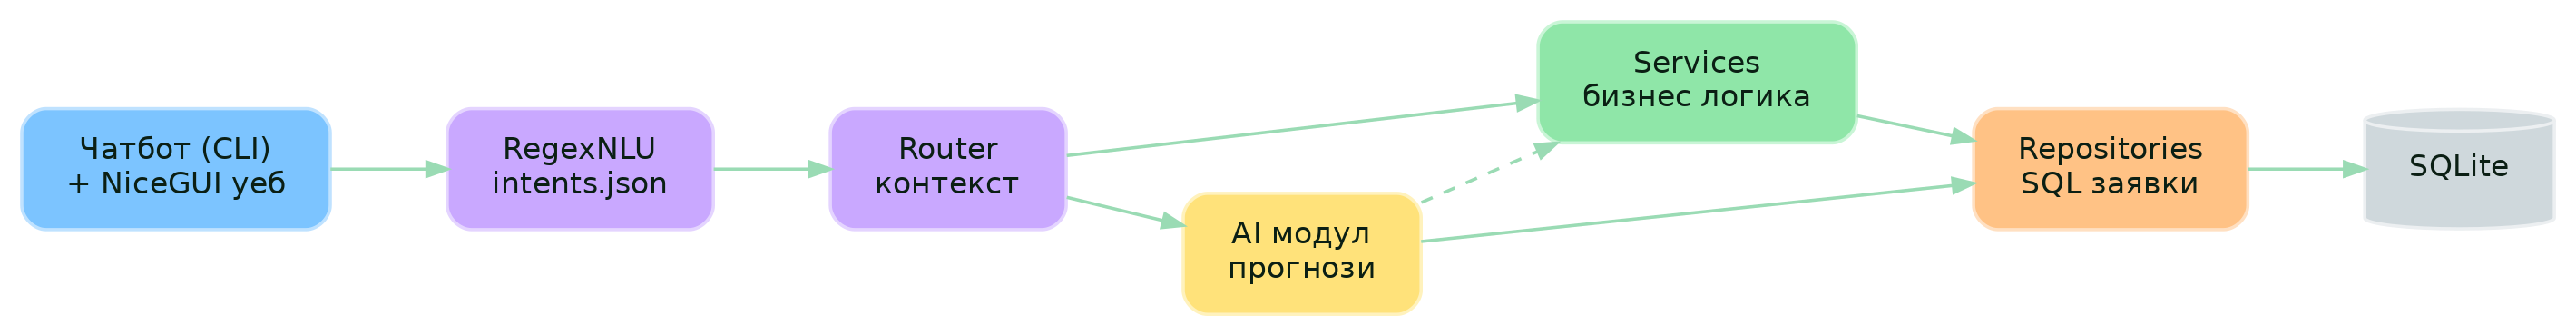 Чатбот (CLI)
+ NiceGUI уеб
RegexNLU
intents.json
Router
контекст
Services
бизнес логика
AI модул
прогнози
Repositories
SQL заявки
SQLite